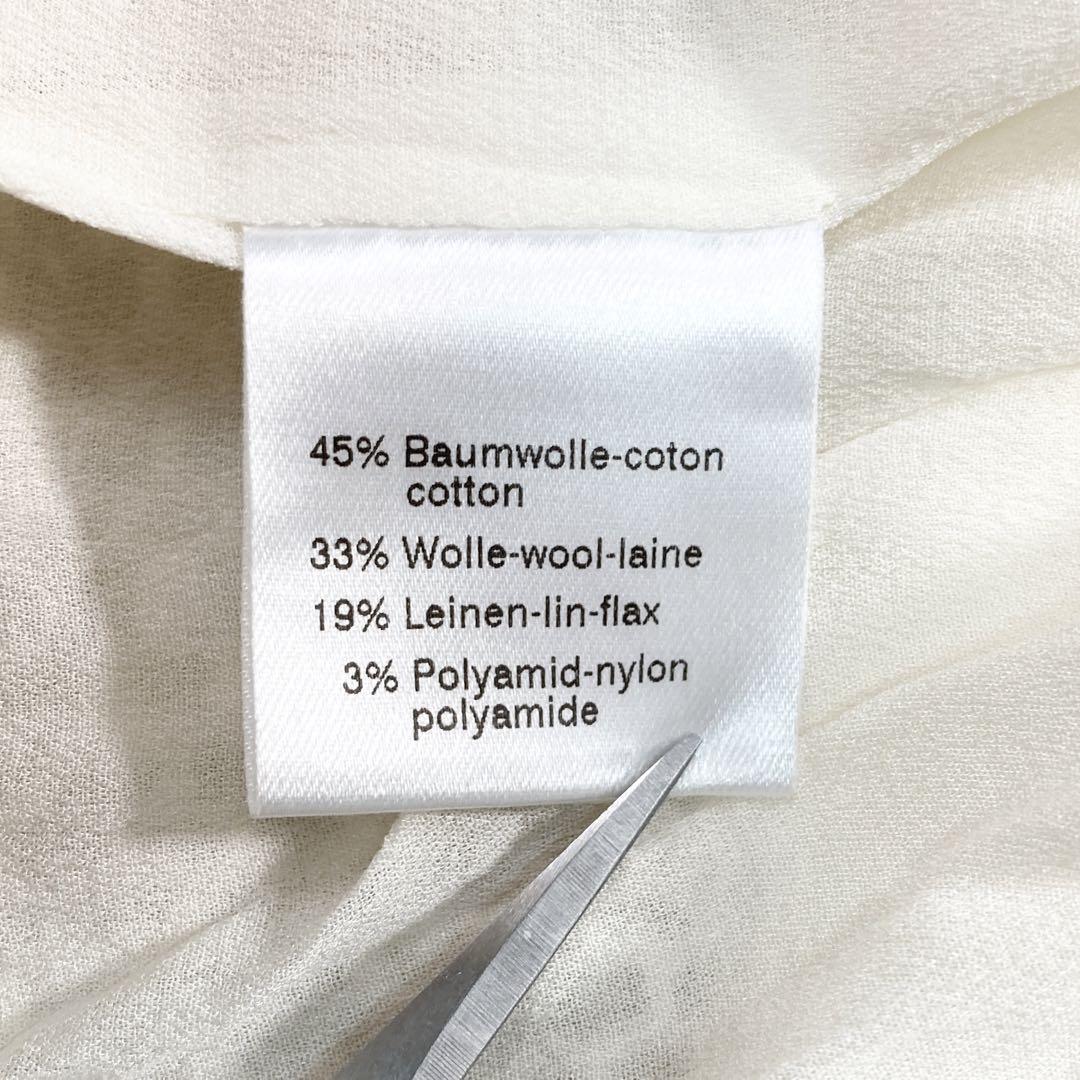 45% Baumwolle-coton
cotton
33% Wolle-wool-laine
19% Leinen-lin-flax
3% Polyamid-nylon
polyamide